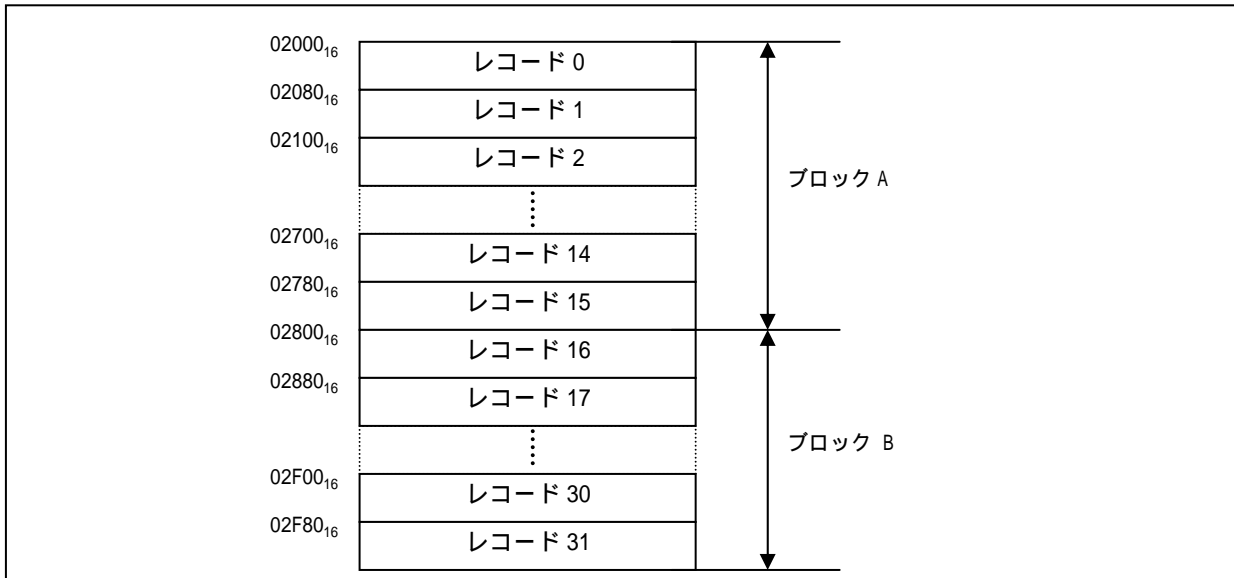 02000₁₆
レコード 0
02080₁₆
レコード 1
02100₁₆
レコード 2
ブロック A
02700₁₆
レコード 14
02780₁₆
レコード 15
02800₁₆
レコード 16
02880₁₆
レコード 17
ブロック B
02F00₁₆
レコード 30
02F80₁₆
レコード 31